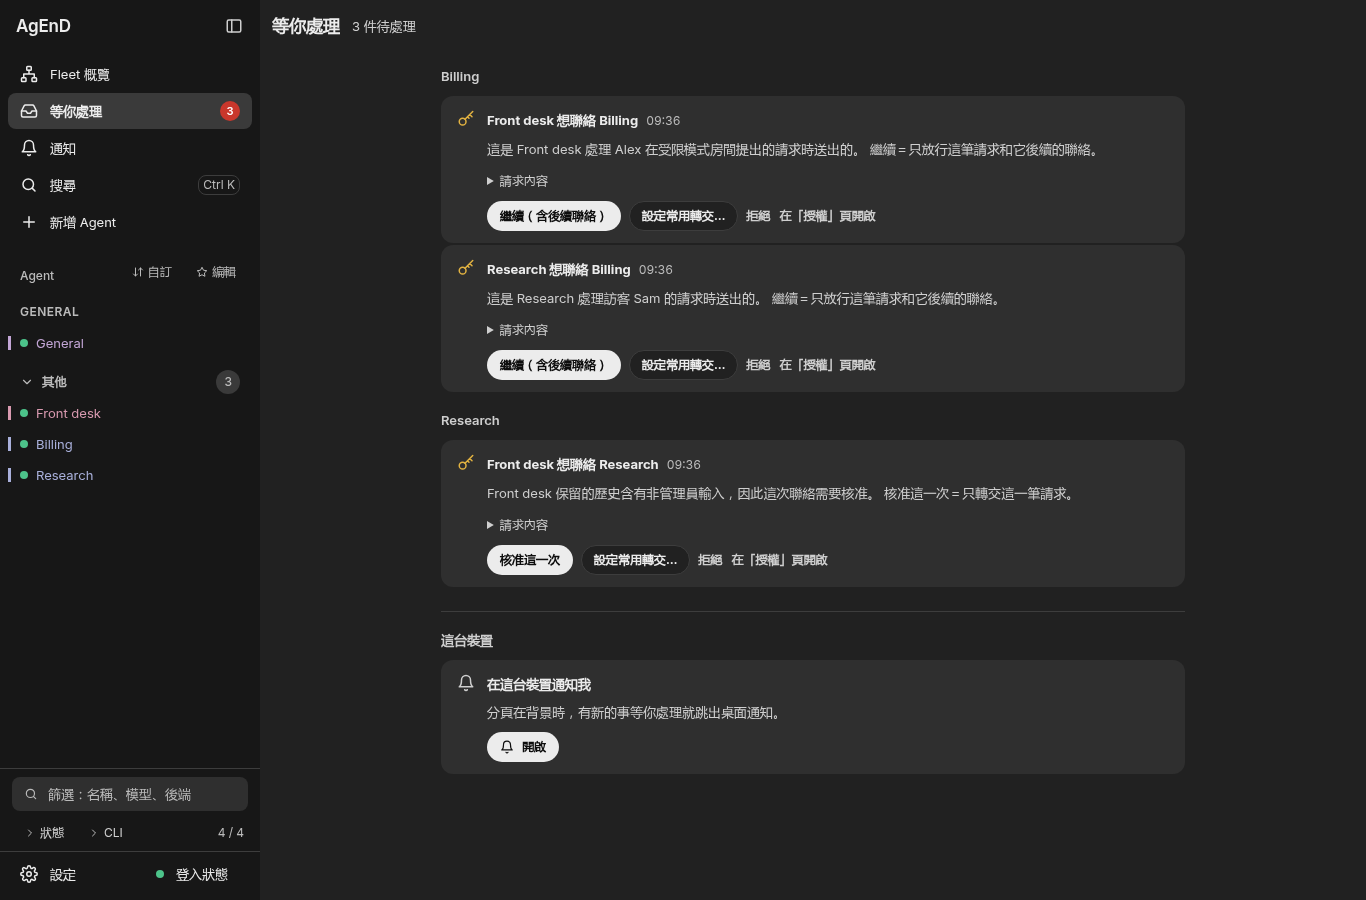 AgEnD
Fleet 概覽
等你處理 3
通知
搜尋 Ctrl K
新增 Agent
Agent 自訂 編輯
GENERAL
General
其他 3
Front desk
Billing
Research
篩選：名稱、模型、後端
狀態 CLI 4 / 4
設定 登入狀態
等你處理 3 件待處理
Billing
Front desk 想聯絡 Billing 09:36
這是 Front desk 處理 Alex 在受限模式房間提出的請求時送出的。 繼續＝只放行這筆請求和它後續的聯絡。
請求內容
繼續（含後續聯絡） 設定常用轉交… 拒絕 在「授權」頁開啟
Research 想聯絡 Billing 09:36
這是 Research 處理訪客 Sam 的請求時送出的。 繼續＝只放行這筆請求和它後續的聯絡。
請求內容
繼續（含後續聯絡） 設定常用轉交… 拒絕 在「授權」頁開啟
Research
Front desk 想聯絡 Research 09:36
Front desk 保留的歷史含有非管理員輸入，因此這次聯絡需要核准。 核准這一次＝只轉交這一筆請求。
請求內容
核准這一次 設定常用轉交… 拒絕 在「授權」頁開啟
這台裝置
在這台裝置通知我
分頁在背景時，有新的事等你處理就跳出桌面通知。
開啟